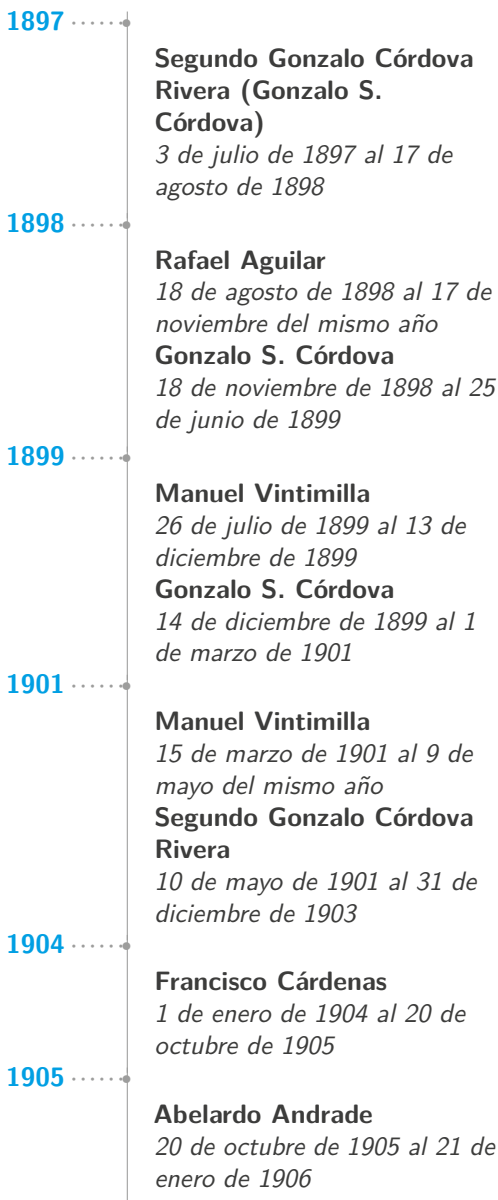 1897
Segundo Gonzalo Córdova
Rivera (Gonzalo S.
Córdova)
3 de julio de 1897 al 17 de
agosto de 1898
1898
Rafael Aguilar
18 de agosto de 1898 al 17 de
noviembre del mismo año
Gonzalo S. Córdova
18 de noviembre de 1898 al 25
de junio de 1899
1899
Manuel Vintimilla
26 de julio de 1899 al 13 de
diciembre de 1899
Gonzalo S. Córdova
14 de diciembre de 1899 al 1
de marzo de 1901
1901
Manuel Vintimilla
15 de marzo de 1901 al 9 de
mayo del mismo año
Segundo Gonzalo Córdova
Rivera
10 de mayo de 1901 al 31 de
diciembre de 1903
1904
Francisco Cárdenas
1 de enero de 1904 al 20 de
octubre de 1905
1905
Abelardo Andrade
20 de octubre de 1905 al 21 de
enero de 1906